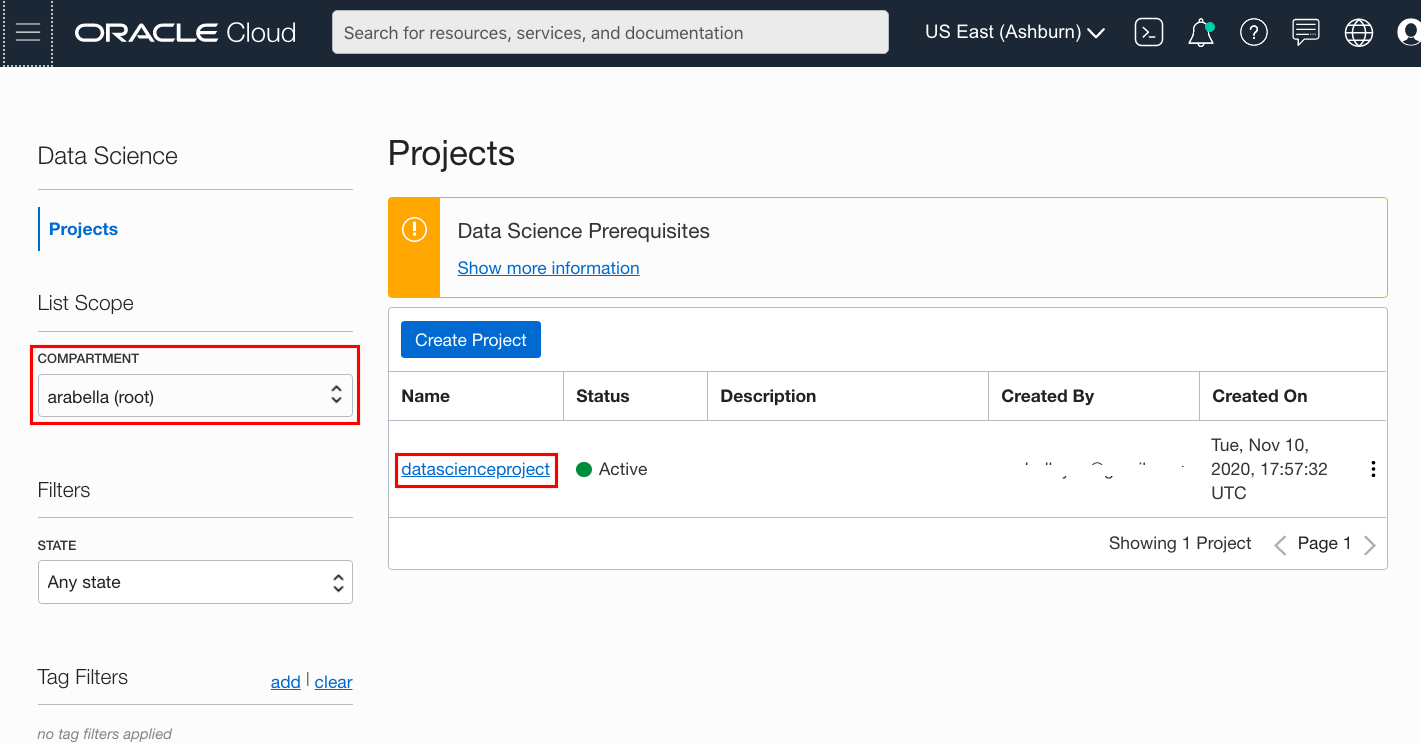 ORACLE Cloud
Search for resources, services, and documentation
US East (Ashburn)
Data Science
Projects
List Scope
COMPARTMENT
arabella (root)
Filters
STATE
Any state
Tag Filters
add | clear
no tag filters applied
Projects
Data Science Prerequisites
Show more information
Create Project
Name Status Description Created By Created On
datascienceproject Active Tue, Nov 10,
2020, 17:57:32
UTC
Showing 1 Project Page 1